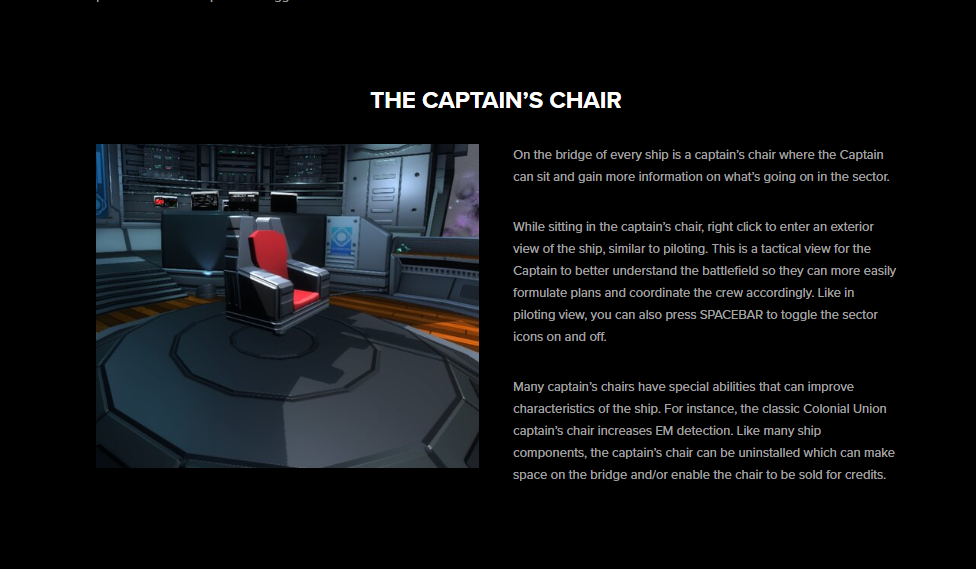 THE CAPTAIN’S CHAIR
On the bridge of every ship is a captain’s chair where the Captain
can sit and gain more information on what’s going on in the sector.
While sitting in the captain’s chair, right click to enter an exterior
view of the ship, similar to piloting. This is a tactical view for the
Captain to better understand the battlefield so they can more easily
formulate plans and coordinate the crew accordingly. Like in
piloting view, you can also press SPACEBAR to toggle the sector
icons on and off.
Many captain’s chairs have special abilities that can improve
characteristics of the ship. For instance, the classic Colonial Union
captain’s chair increases EM detection. Like many ship
components, the captain’s chair can be uninstalled which can make
space on the bridge and/or enable the chair to be sold for credits.